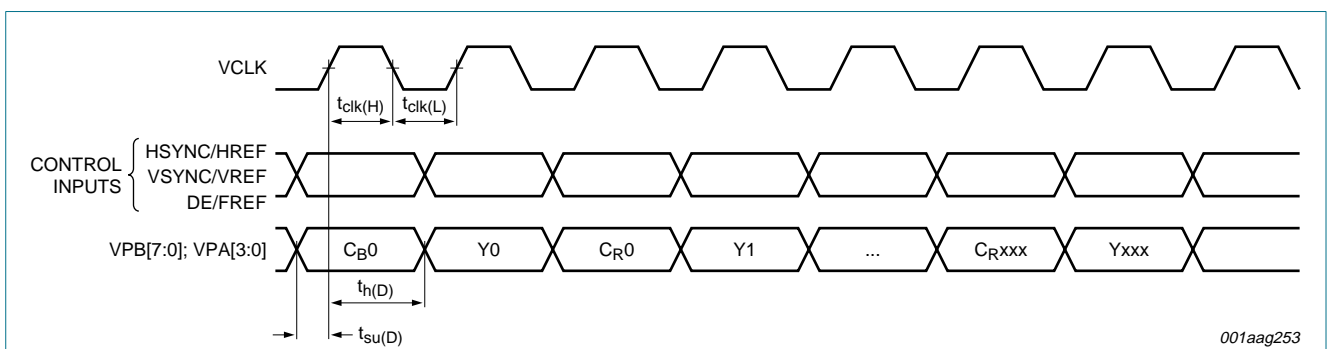 VCLK
tclk(H) tclk(L)
CONTROL INPUTS
HSYNC/HREF
VSYNC/VREF
DE/FREF
VPB[7:0]; VPA[3:0] CB0 Y0 CR0 Y1 ... CRxxx Yxxx
th(D)
tsu(D)
001aag253